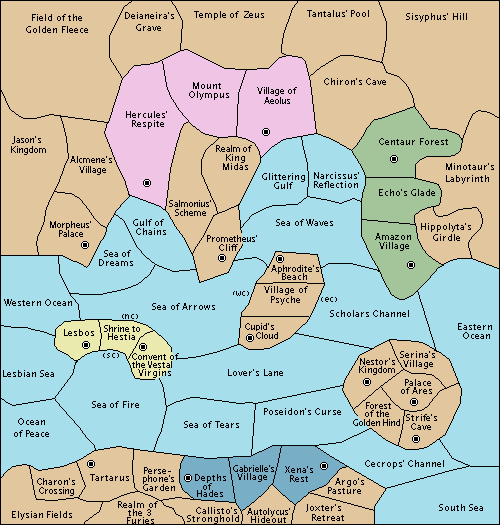 Field of the
Golden Fleece
Deianeira's
Grave
Temple of Zeus
Tantalus' Pool
Sisyphus' Hill
Mount
Olympus
Village of
Aeolus
Chiron's Cave
Hercules'
Respite
Jason's
Kingdom
Alcmene's
Village
Realm of
King
Midas
Centaur Forest
Minotaur's
Labyrinth
Glittering
Gulf
Narcissus'
Reflection
Echo's Glade
Salmonius'
Scheme
Morpheus'
Palace
Gulf of
Chains
Sea of Waves
Hippolyta's
Girdle
Prometheus'
Cliff
Amazon
Village
Sea of
Dreams
Aphrodite's
Beach
Village of
Psyche
Western Ocean
Sea of Arrows
(WC)
(EC)
Scholars Channel
(NC)
Cupid's
Cloud
Eastern
Ocean
Lesbos
Shrine to
Hestia
(SC)
Convent of
the Vestal
Virgins
Nestor's
Kingdom
Serina's
Village
Lesbian Sea
Lover's Lane
Palace
of Ares
Sea of Fire
Poseidon's Curse
Forest
of the
Golden Hind
Strife's
Cave
Ocean
of Peace
Sea of Tears
Cecrops' Channel
Charon's
Crossing
Tartarus
Perse-
phone's
Garden
Depths
of
Hades
Gabrielle's
Village
Xena's
Rest
Argo's
Pasture
South Sea
Elysian Fields
Realm of
the 3
Furies
Callisto's
Stronghold
Autolycus'
Hideout
Joxter's
Retreat